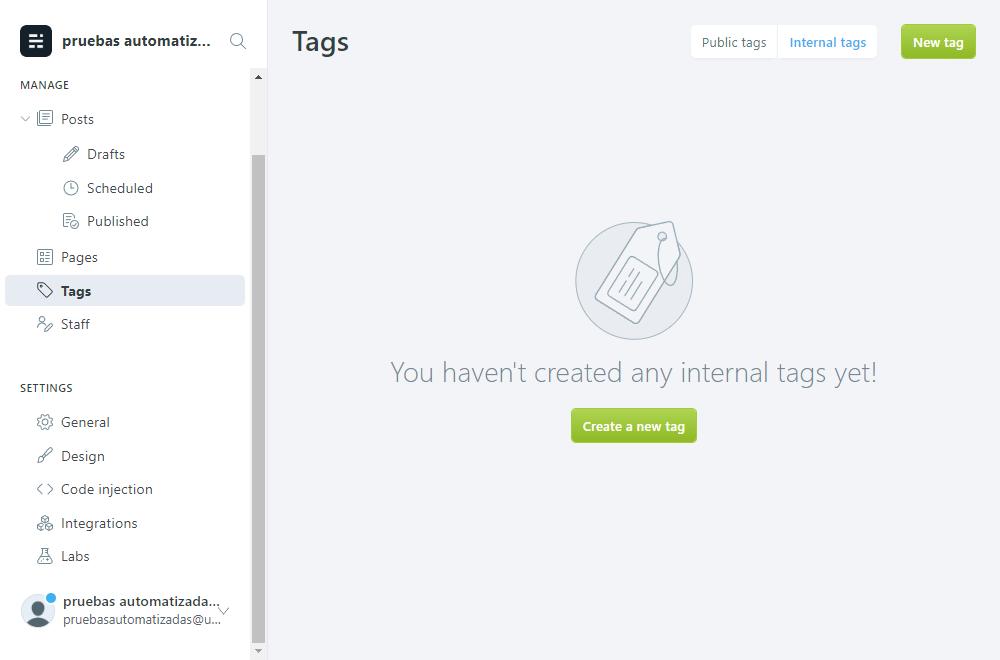 pruebas automatiz...
MANAGE
Posts
Drafts
Scheduled
Published
Pages
Tags
Staff
SETTINGS
General
Design
Code injection
Integrations
Labs
pruebas automatizada...
pruebasautomatizadas@u...
Tags
Public tags
Internal tags
New tag
You haven't created any internal tags yet!
Create a new tag